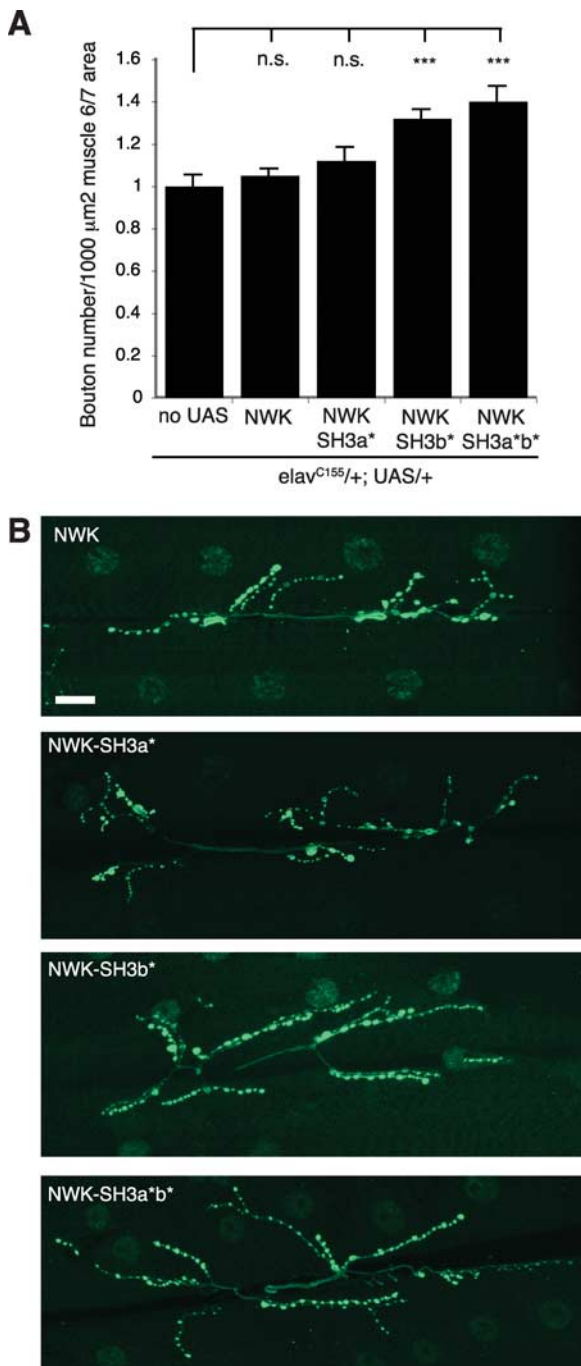 A
n.s. n.s. *** ***
Bouton number/1000 μm2 muscle 6/7 area
1.6
1.4
1.2
1
0.8
0.6
0.4
0.2
0
no UAS NWK NWK NWK NWK
SH3a* SH3b* SH3a*b*
elavC155/+; UAS/+
B
NWK
NWK-SH3a*
NWK-SH3b*
NWK-SH3a*b*